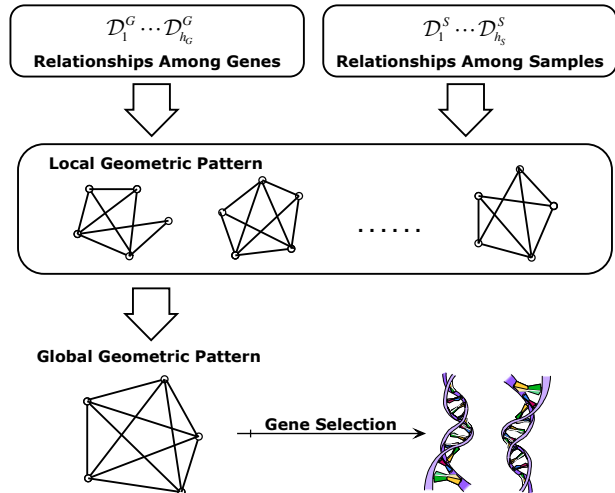 𝒟₁ᴳ ⋯ 𝒟ₕ_Gᴳ
Relationships Among Genes
𝒟₁ˢ ⋯ 𝒟ₕ_Sˢ
Relationships Among Samples
Local Geometric Pattern
......
Global Geometric Pattern
Gene Selection